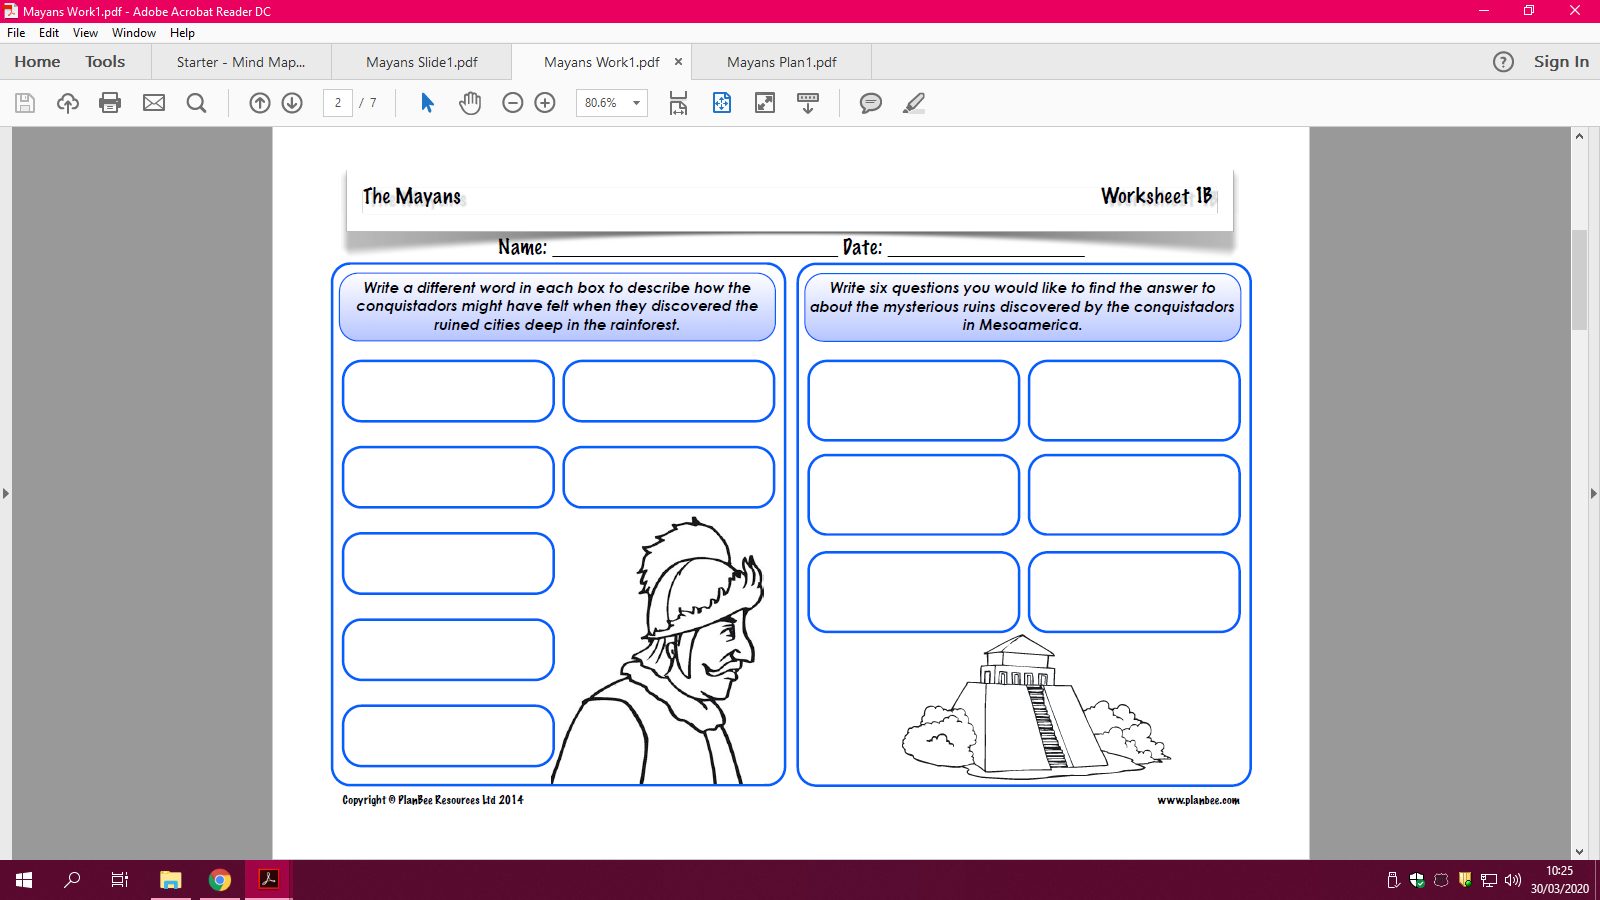 Mayans Work1.pdf - Adobe Acrobat Reader DC
File Edit View Window Help
Home Tools Starter - Mind Map... Mayans Slide1.pdf Mayans Work1.pdf × Mayans Plan1.pdf ? Sign In
2 / 7 80.6%
The Mayans Worksheet 1B
Name: Date:
Write a different word in each box to describe how the
conquistadors might have felt when they discovered the
ruined cities deep in the rainforest.
Write six questions you would like to find the answer to
about the mysterious ruins discovered by the conquistadors
in Mesoamerica.
Copyright © PlanBee Resources Ltd 2014 www.planbee.com
10:25
30/03/2020